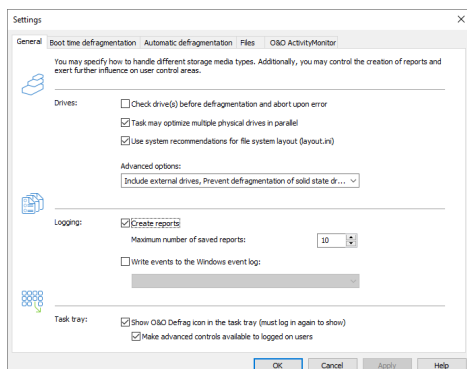 Settings
General
Boot time defragmentation
Automatic defragmentation
Files
O&O ActivityMonitor
You may specify how to handle different storage media types. Additionally, you may control the creation of reports and
exert further influence on user control areas.
Drives:
Check drive(s) before defragmentation and abort upon error
Task may optimize multiple physical drives in parallel
Use system recommendations for file system layout (layout.ini)
Advanced options:
Include external drives, Prevent defragmentation of solid state dr...
Logging:
Create reports
Maximum number of saved reports:
10
Write events to the Windows event log:
Task tray:
Show O&O Defrag icon in the task tray (must log in again to show)
Make advanced controls available to logged on users
OK
Cancel
Apply
Help